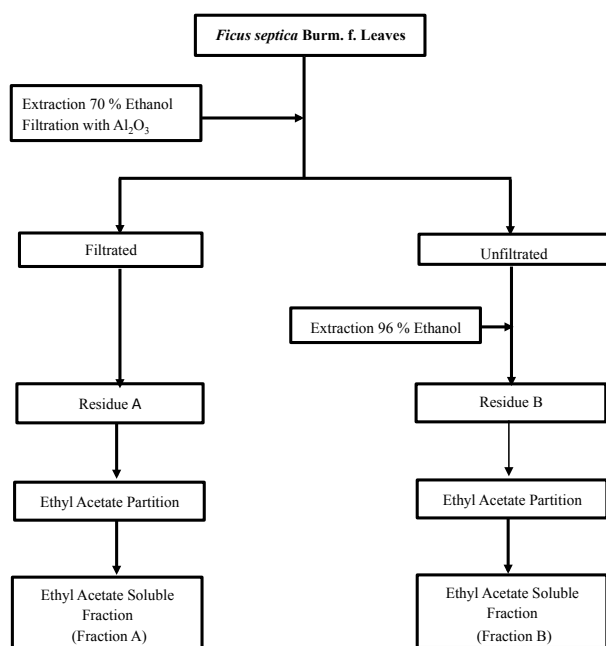 Ficus septica Burm. f. Leaves
Extraction 70 % Ethanol
Filtration with Al₂O₃
Filtrated
Unfiltrated
Extraction 96 % Ethanol
Residue A
Residue B
Ethyl Acetate Partition
Ethyl Acetate Partition
Ethyl Acetate Soluble
Fraction
(Fraction A)
Ethyl Acetate Soluble
Fraction
(Fraction B)